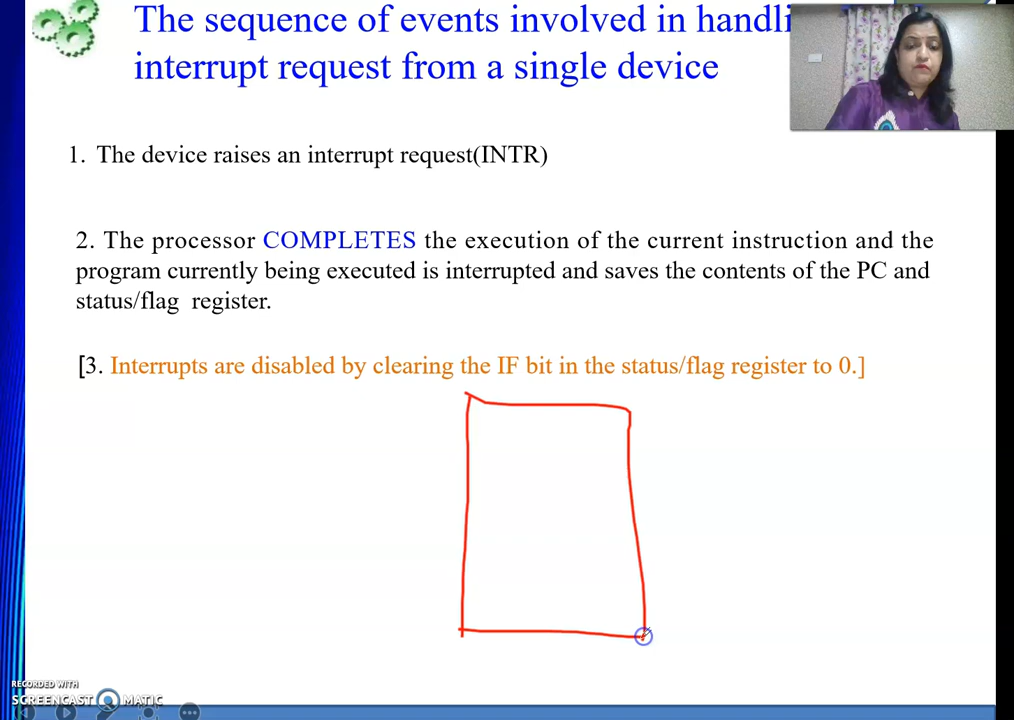 The sequence of events involved in handli
interrupt request from a single device
1. The device raises an interrupt request(INTR)
2. The processor COMPLETES the execution of the current instruction and the
program currently being executed is interrupted and saves the contents of the PC and
status/flag register.
[3. Interrupts are disabled by clearing the IF bit in the status/flag register to 0.]
RECORDED WITH
SCREENCAST MATIC